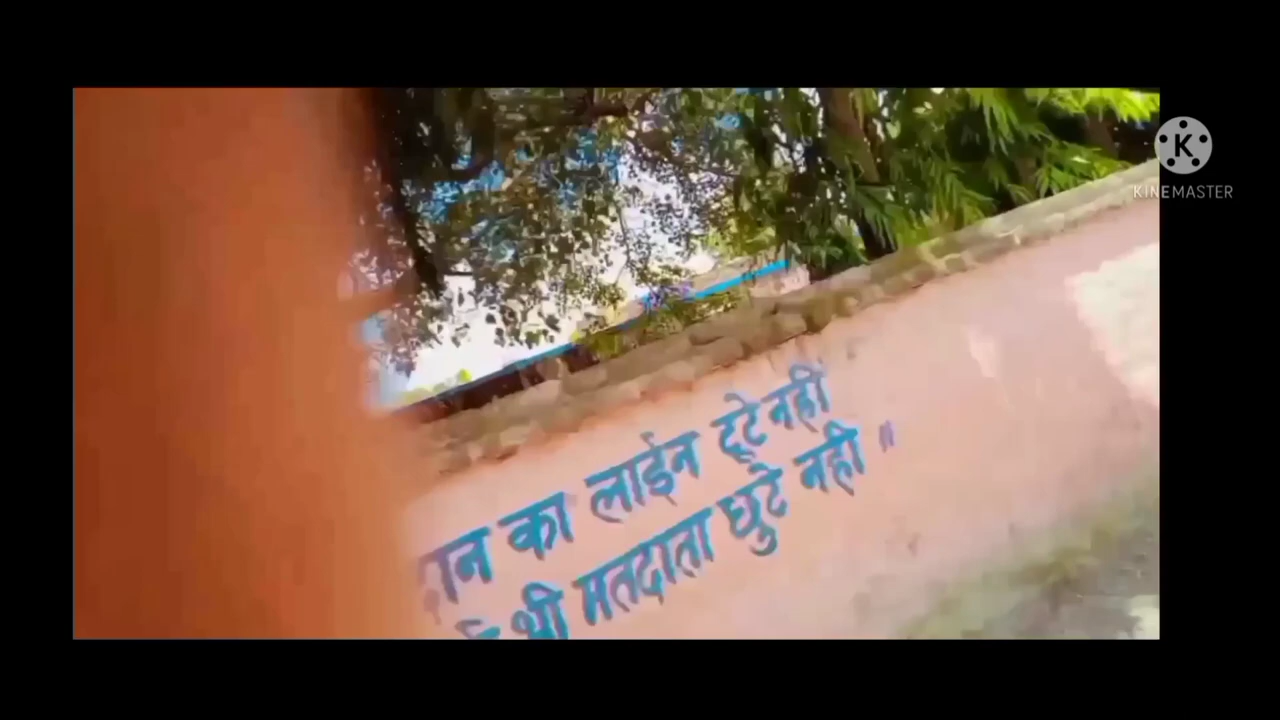 दान का लाईन टूटे नही
भी मतदाता छुटे नही "
KINEMASTER